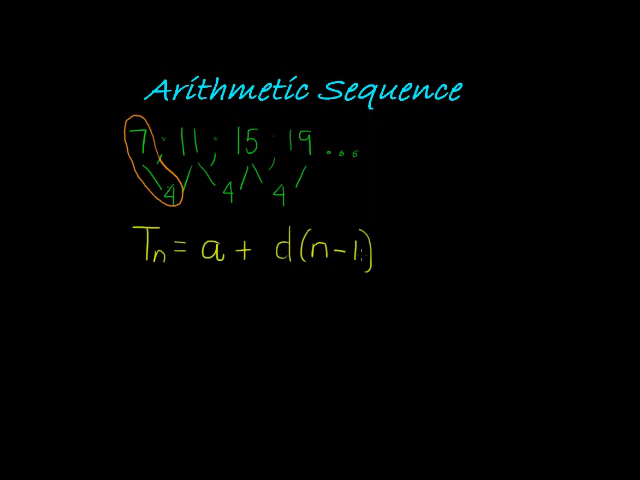 Arithmetic Sequence
7 ; 11 ; 15 ; 19 ...
4 4 4
Tn = a + d(n-1)